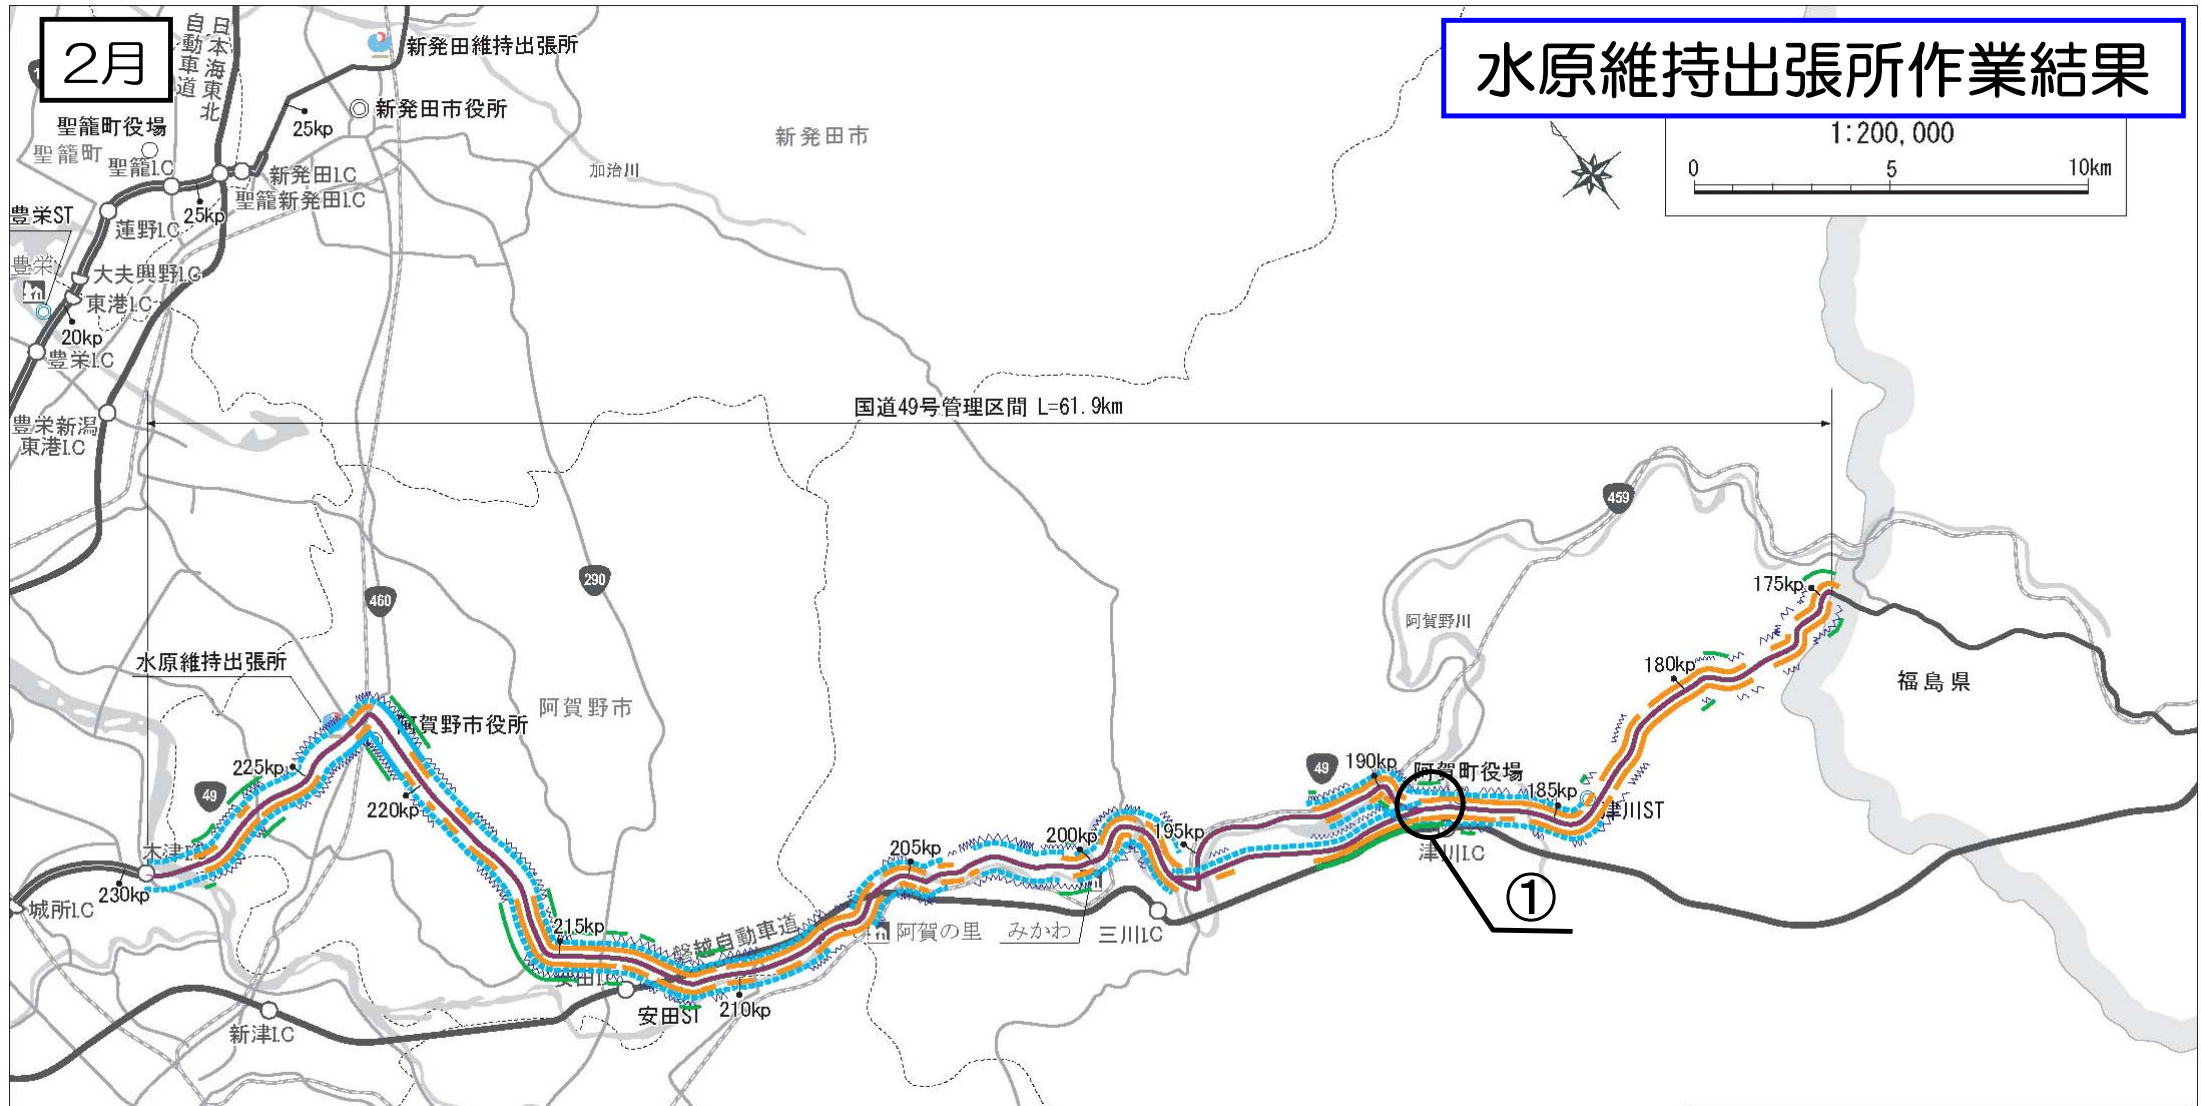 2月
水原維持出張所作業結果
1:200,000
0 5 10km
日本海東北
自動車道
新発田維持出張所
新発田市役所
25kp
聖籠町役場
聖籠町
聖籠I.C
新発田I.C
聖籠新発田I.C
25kp
新発田市
加治川
豊栄ST
蓮野I.C
豊栄
大夫興野I.C
東港I.C
20kp
豊栄I.C
豊栄新潟
東港I.C
国道49号管理区間 L=61.9km
459
290
460
175kp
阿賀野川
180kp
福島県
水原維持出張所
阿賀野市役所
阿賀野市
225kp
49
220kp
49
190kp
阿賀町役場
185kp
津川ST
津川I.C
①
195kp
200kp
205kp
木津I.C
230kp
城所I.C
215kp
磐越自動車道
阿賀の里
みかわ
三川I.C
安田I.C
安田ST
210kp
新津I.C